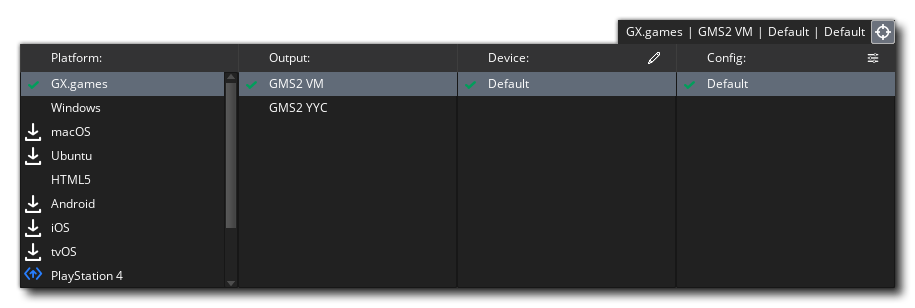 GX.games | GMS2 VM | Default | Default
Platform: Output: Device: Config:
GX.games GMS2 VM Default Default
Windows GMS2 YYC
macOS
Ubuntu
HTML5
Android
iOS
tvOS
PlayStation 4